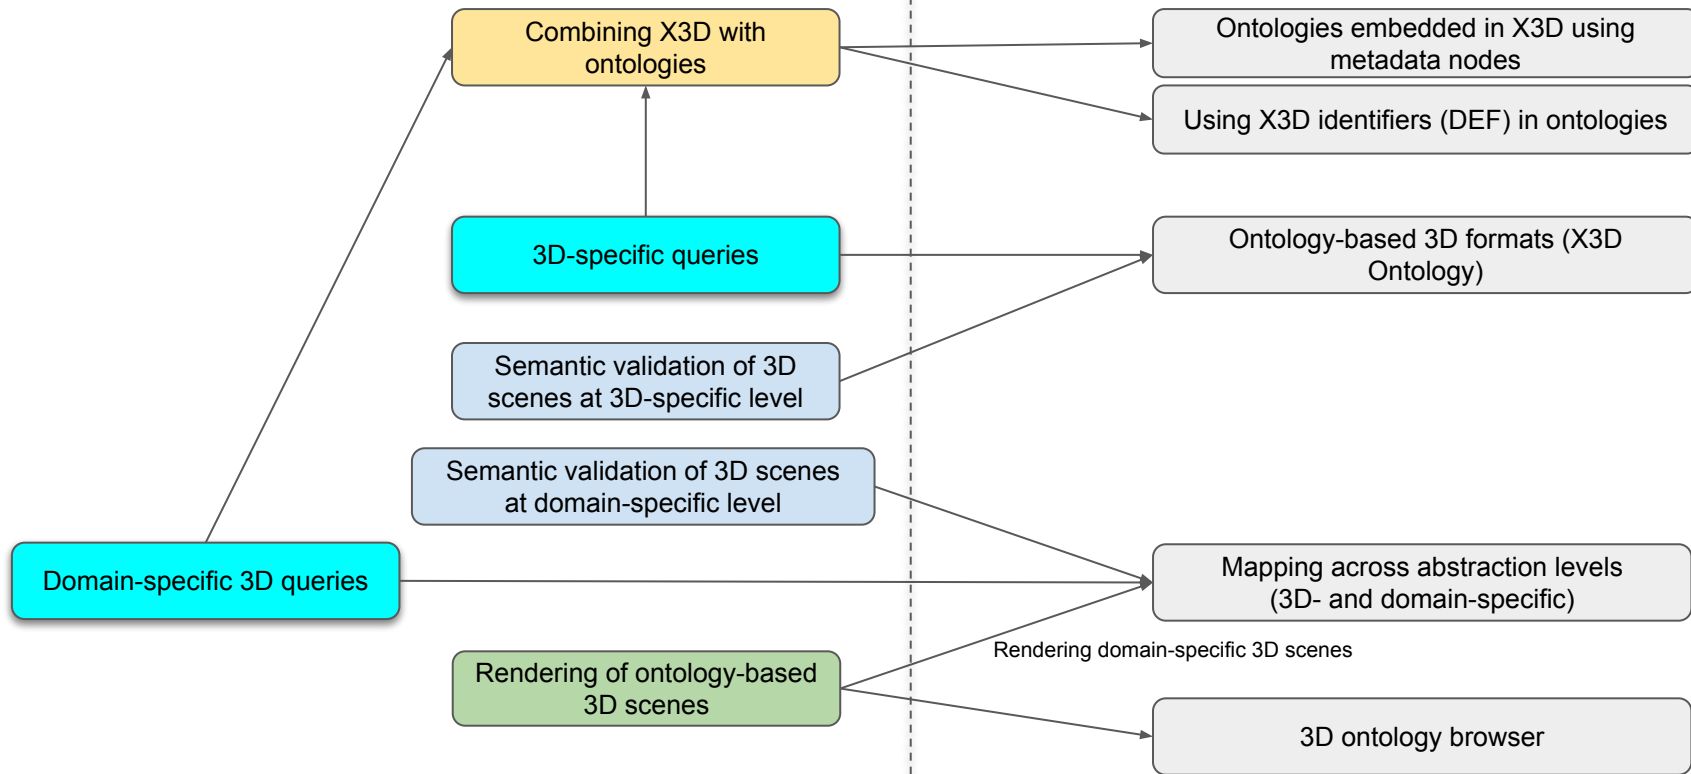 Combining X3D with
ontologies
Ontologies embedded in X3D using
metadata nodes
Using X3D identifiers (DEF) in ontologies
3D-specific queries
Ontology-based 3D formats (X3D
Ontology)
Semantic validation of 3D
scenes at 3D-specific level
Semantic validation of 3D scenes
at domain-specific level
Domain-specific 3D queries
Mapping across abstraction levels
(3D- and domain-specific)
Rendering domain-specific 3D scenes
Rendering of ontology-based
3D scenes
3D ontology browser